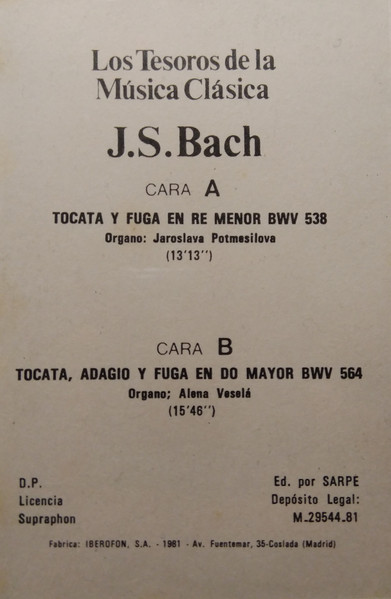 Los Tesoros de la
Música Clásica
J.S. Bach
CARA A
TOCATA Y FUGA EN RE MENOR BWV 538
Organo: Jaroslava Potmesilova
(13'13'')
CARA B
TOCATA, ADAGIO Y FUGA EN DO MAYOR BWV 564
Organo; Alena Veselá
(15'46'')
D.P.
Licencia
Supraphon
Ed. por SARPE
Depósito Legal:
M-29544-81
Fabrica: IBEROFON, S.A. - 1981 - Av. Fuentemar, 35-Coslada (Madrid)